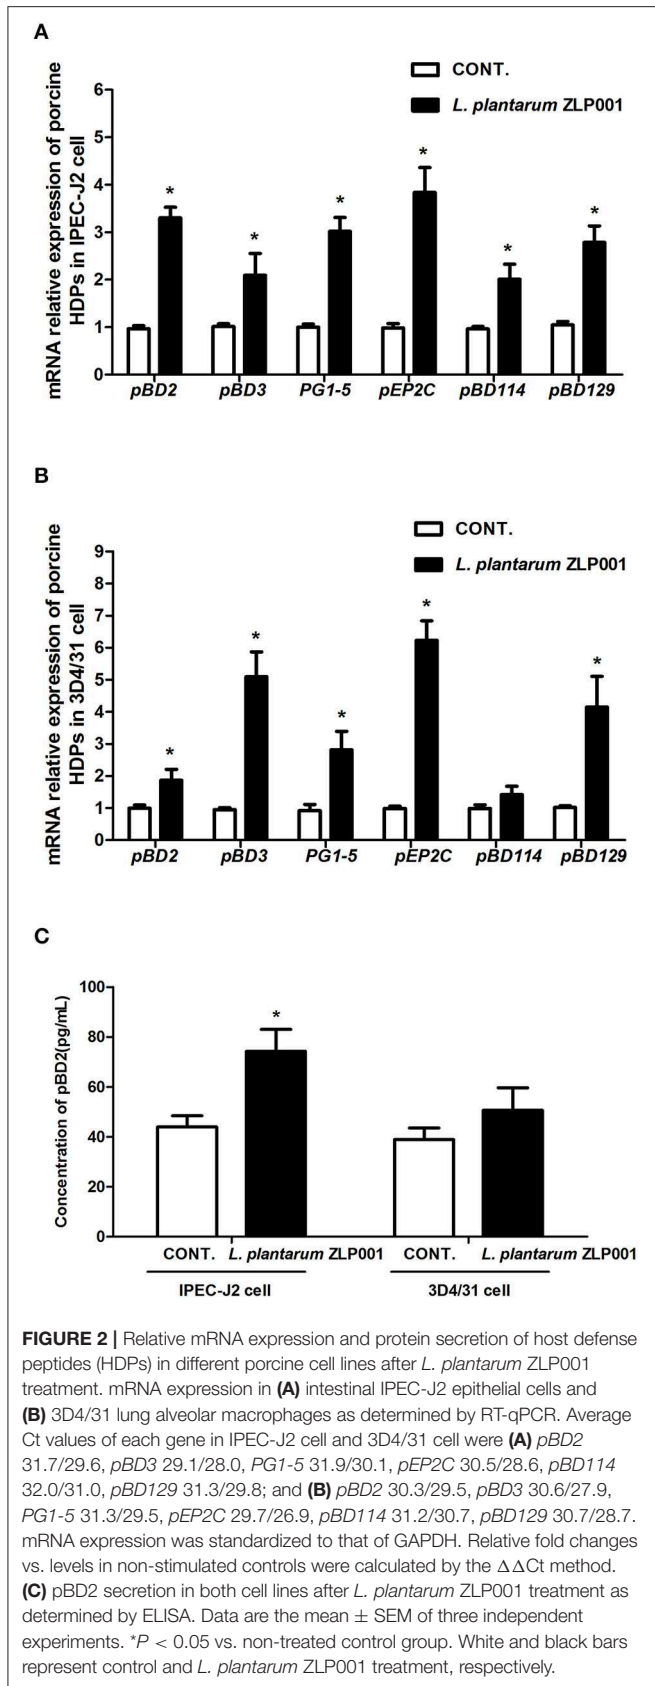 A
CONT.
L. plantarum ZLP001
mRNA relative expression of porcine
HDPs in IPEC-J2 cell
6
5
4
3
2
1
0
* * * * * *
pBD2 pBD3 PG1-5 pEP2C pBD114 pBD129
B
CONT.
L. plantarum ZLP001
mRNA relative expression of porcine
HDPs in 3D4/31 cell
9
8
7
6
5
4
3
2
1
0
* * * * *
pBD2 pBD3 PG1-5 pEP2C pBD114 pBD129
C
Concentration of pBD2(pg/mL)
100
80
60
40
20
0
*
CONT. L. plantarum ZLP001 CONT. L. plantarum ZLP001
IPEC-J2 cell 3D4/31 cell
FIGURE 2 | Relative mRNA expression and protein secretion of host defense
peptides (HDPs) in different porcine cell lines after L. plantarum ZLP001
treatment. mRNA expression in (A) intestinal IPEC-J2 epithelial cells and
(B) 3D4/31 lung alveolar macrophages as determined by RT-qPCR. Average
Ct values of each gene in IPEC-J2 cell and 3D4/31 cell were (A) pBD2
31.7/29.6, pBD3 29.1/28.0, PG1-5 31.9/30.1, pEP2C 30.5/28.6, pBD114
32.0/31.0, pBD129 31.3/29.8; and (B) pBD2 30.3/29.5, pBD3 30.6/27.9,
PG1-5 31.3/29.5, pEP2C 29.7/26.9, pBD114 31.2/30.7, pBD129 30.7/28.7.
mRNA expression was standardized to that of GAPDH. Relative fold changes
vs. levels in non-stimulated controls were calculated by the ΔΔCt method.
(C) pBD2 secretion in both cell lines after L. plantarum ZLP001 treatment as
determined by ELISA. Data are the mean ± SEM of three independent
experiments. *P < 0.05 vs. non-treated control group. White and black bars
represent control and L. plantarum ZLP001 treatment, respectively.